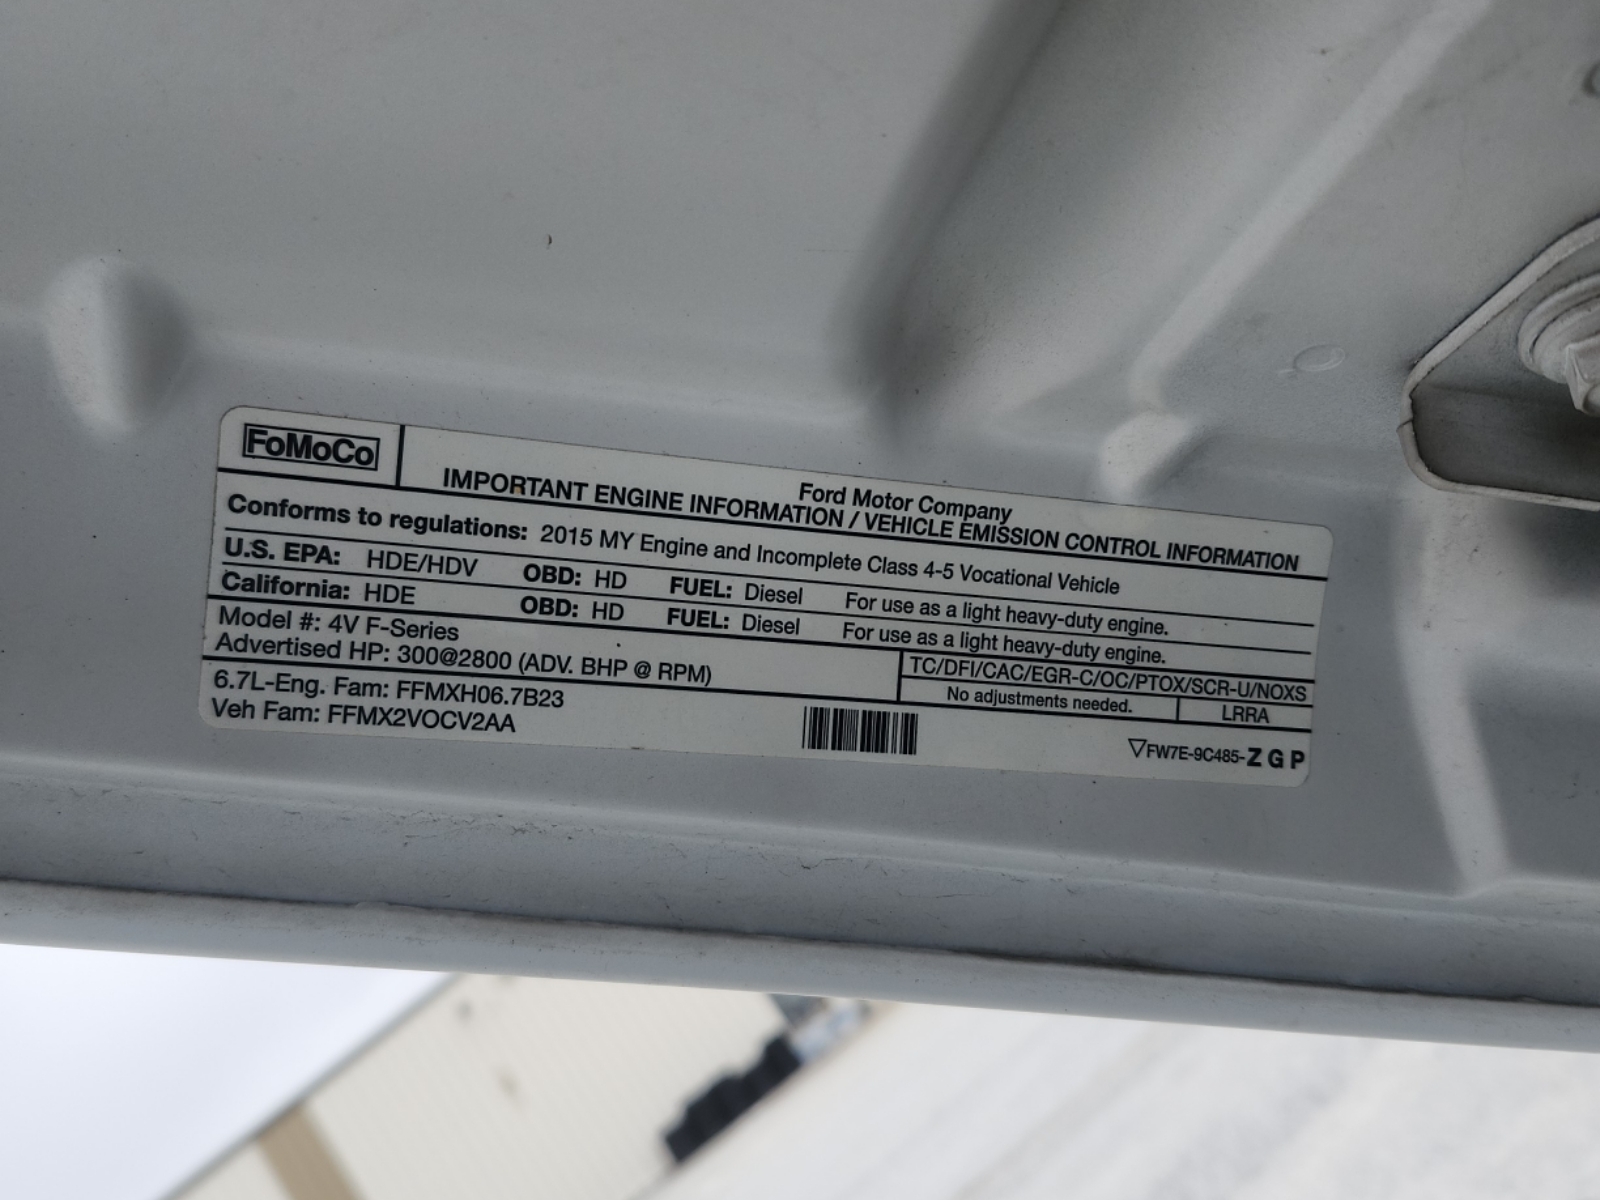 FoMoCo
Ford Motor Company
IMPORTANT ENGINE INFORMATION / VEHICLE EMISSION CONTROL INFORMATION
Conforms to regulations: 2015 MY Engine and Incomplete Class 4-5 Vocational Vehicle
U.S. EPA: HDE/HDV OBD: HD FUEL: Diesel For use as a light heavy-duty engine.
California: HDE OBD: HD FUEL: Diesel For use as a light heavy-duty engine.
Model #: 4V F-Series
Advertised HP: 300@2800 (ADV. BHP @ RPM)
TC/DFI/CAC/EGR-C/OC/PTOX/SCR-U/NOXS
No adjustments needed. LRRA
6.7L-Eng. Fam: FFMXH06.7B23
Veh Fam: FFMX2VOCV2AA
▽FW7E-9C485-Z G P